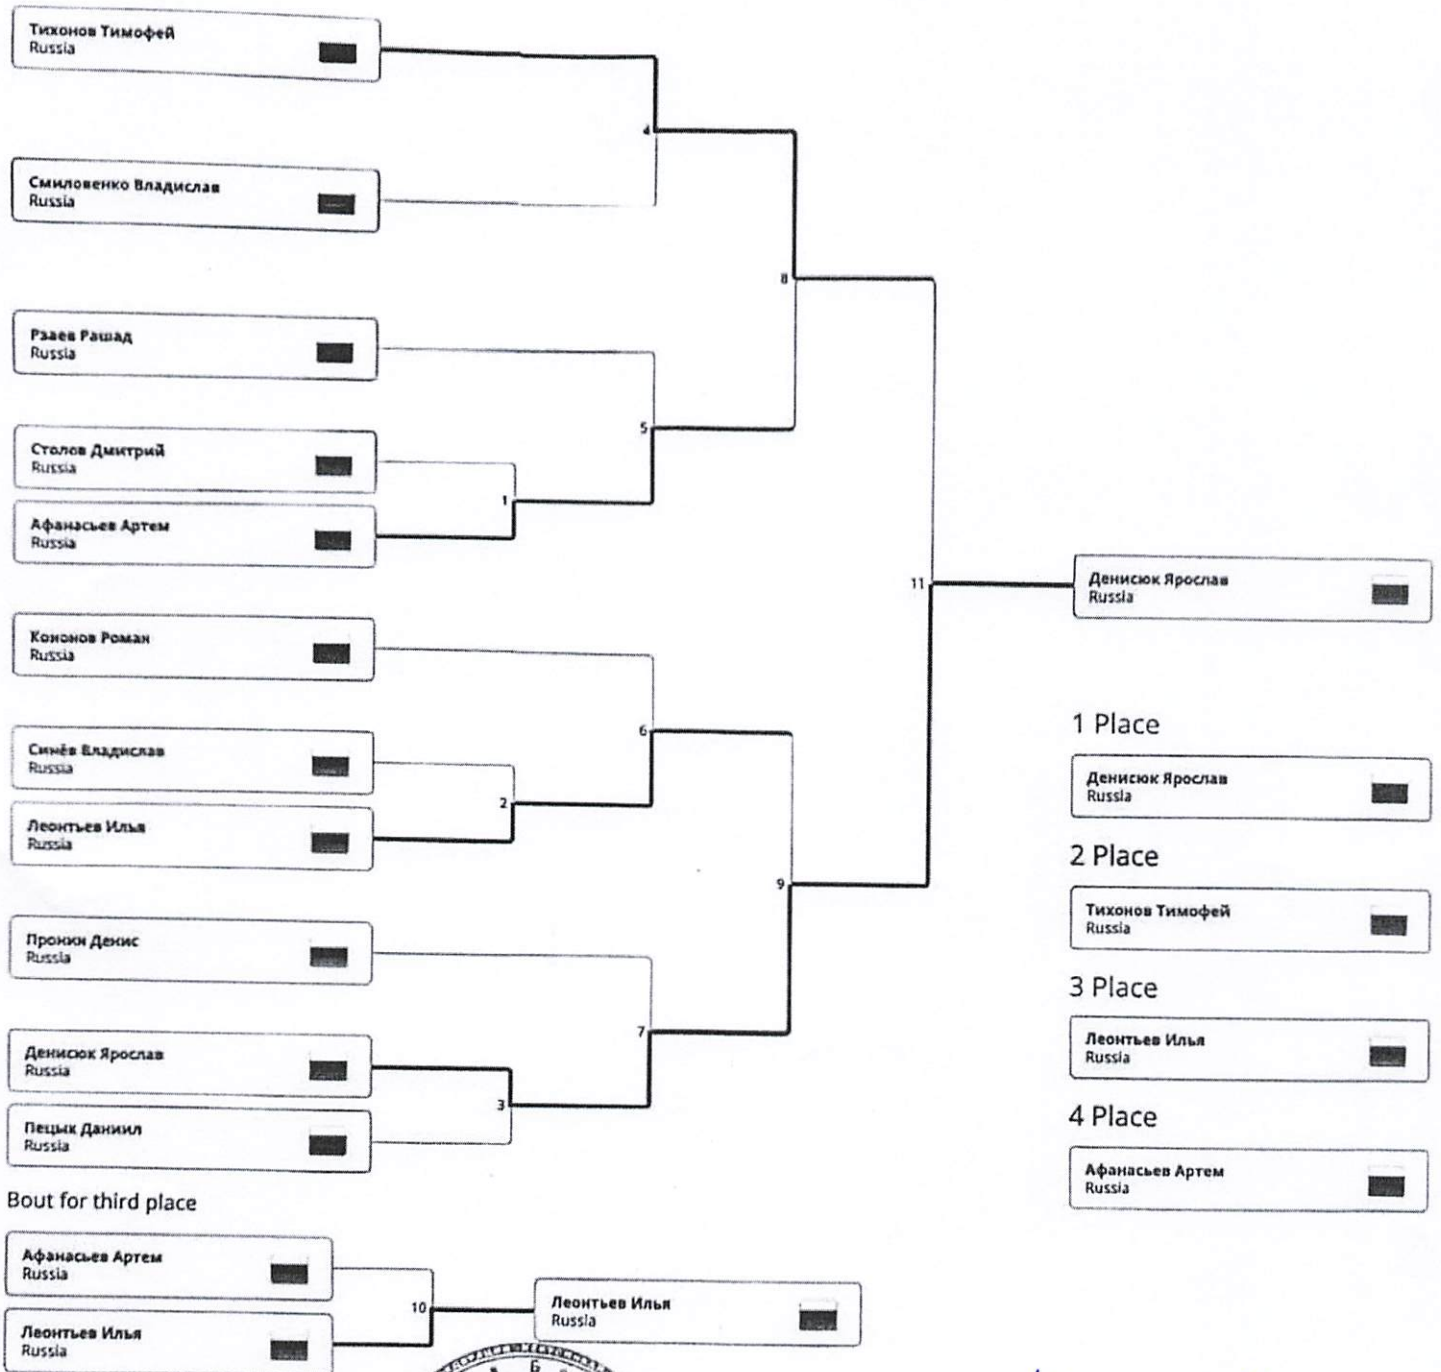 Тихонов Тимофей
Russia
4
Смиловенко Владислав
Russia
8
Рзаев Рашад
Russia
5
Столов Дмитрий
Russia
1
Афанасьев Артем
Russia
11
Денисюк Ярослав
Russia
Кононов Роман
Russia
6
Синёв Владислав
Russia
2
Леонтьев Илья
Russia
9
Пронин Денис
Russia
7
Денисюк Ярослав
Russia
3
Пецык Даниил
Russia
1 Place
Денисюк Ярослав
Russia
2 Place
Тихонов Тимофей
Russia
3 Place
Леонтьев Илья
Russia
4 Place
Афанасьев Артем
Russia
Bout for third place
Афанасьев Артем
Russia
10
Леонтьев Илья
Russia
Леонтьев Илья
Russia